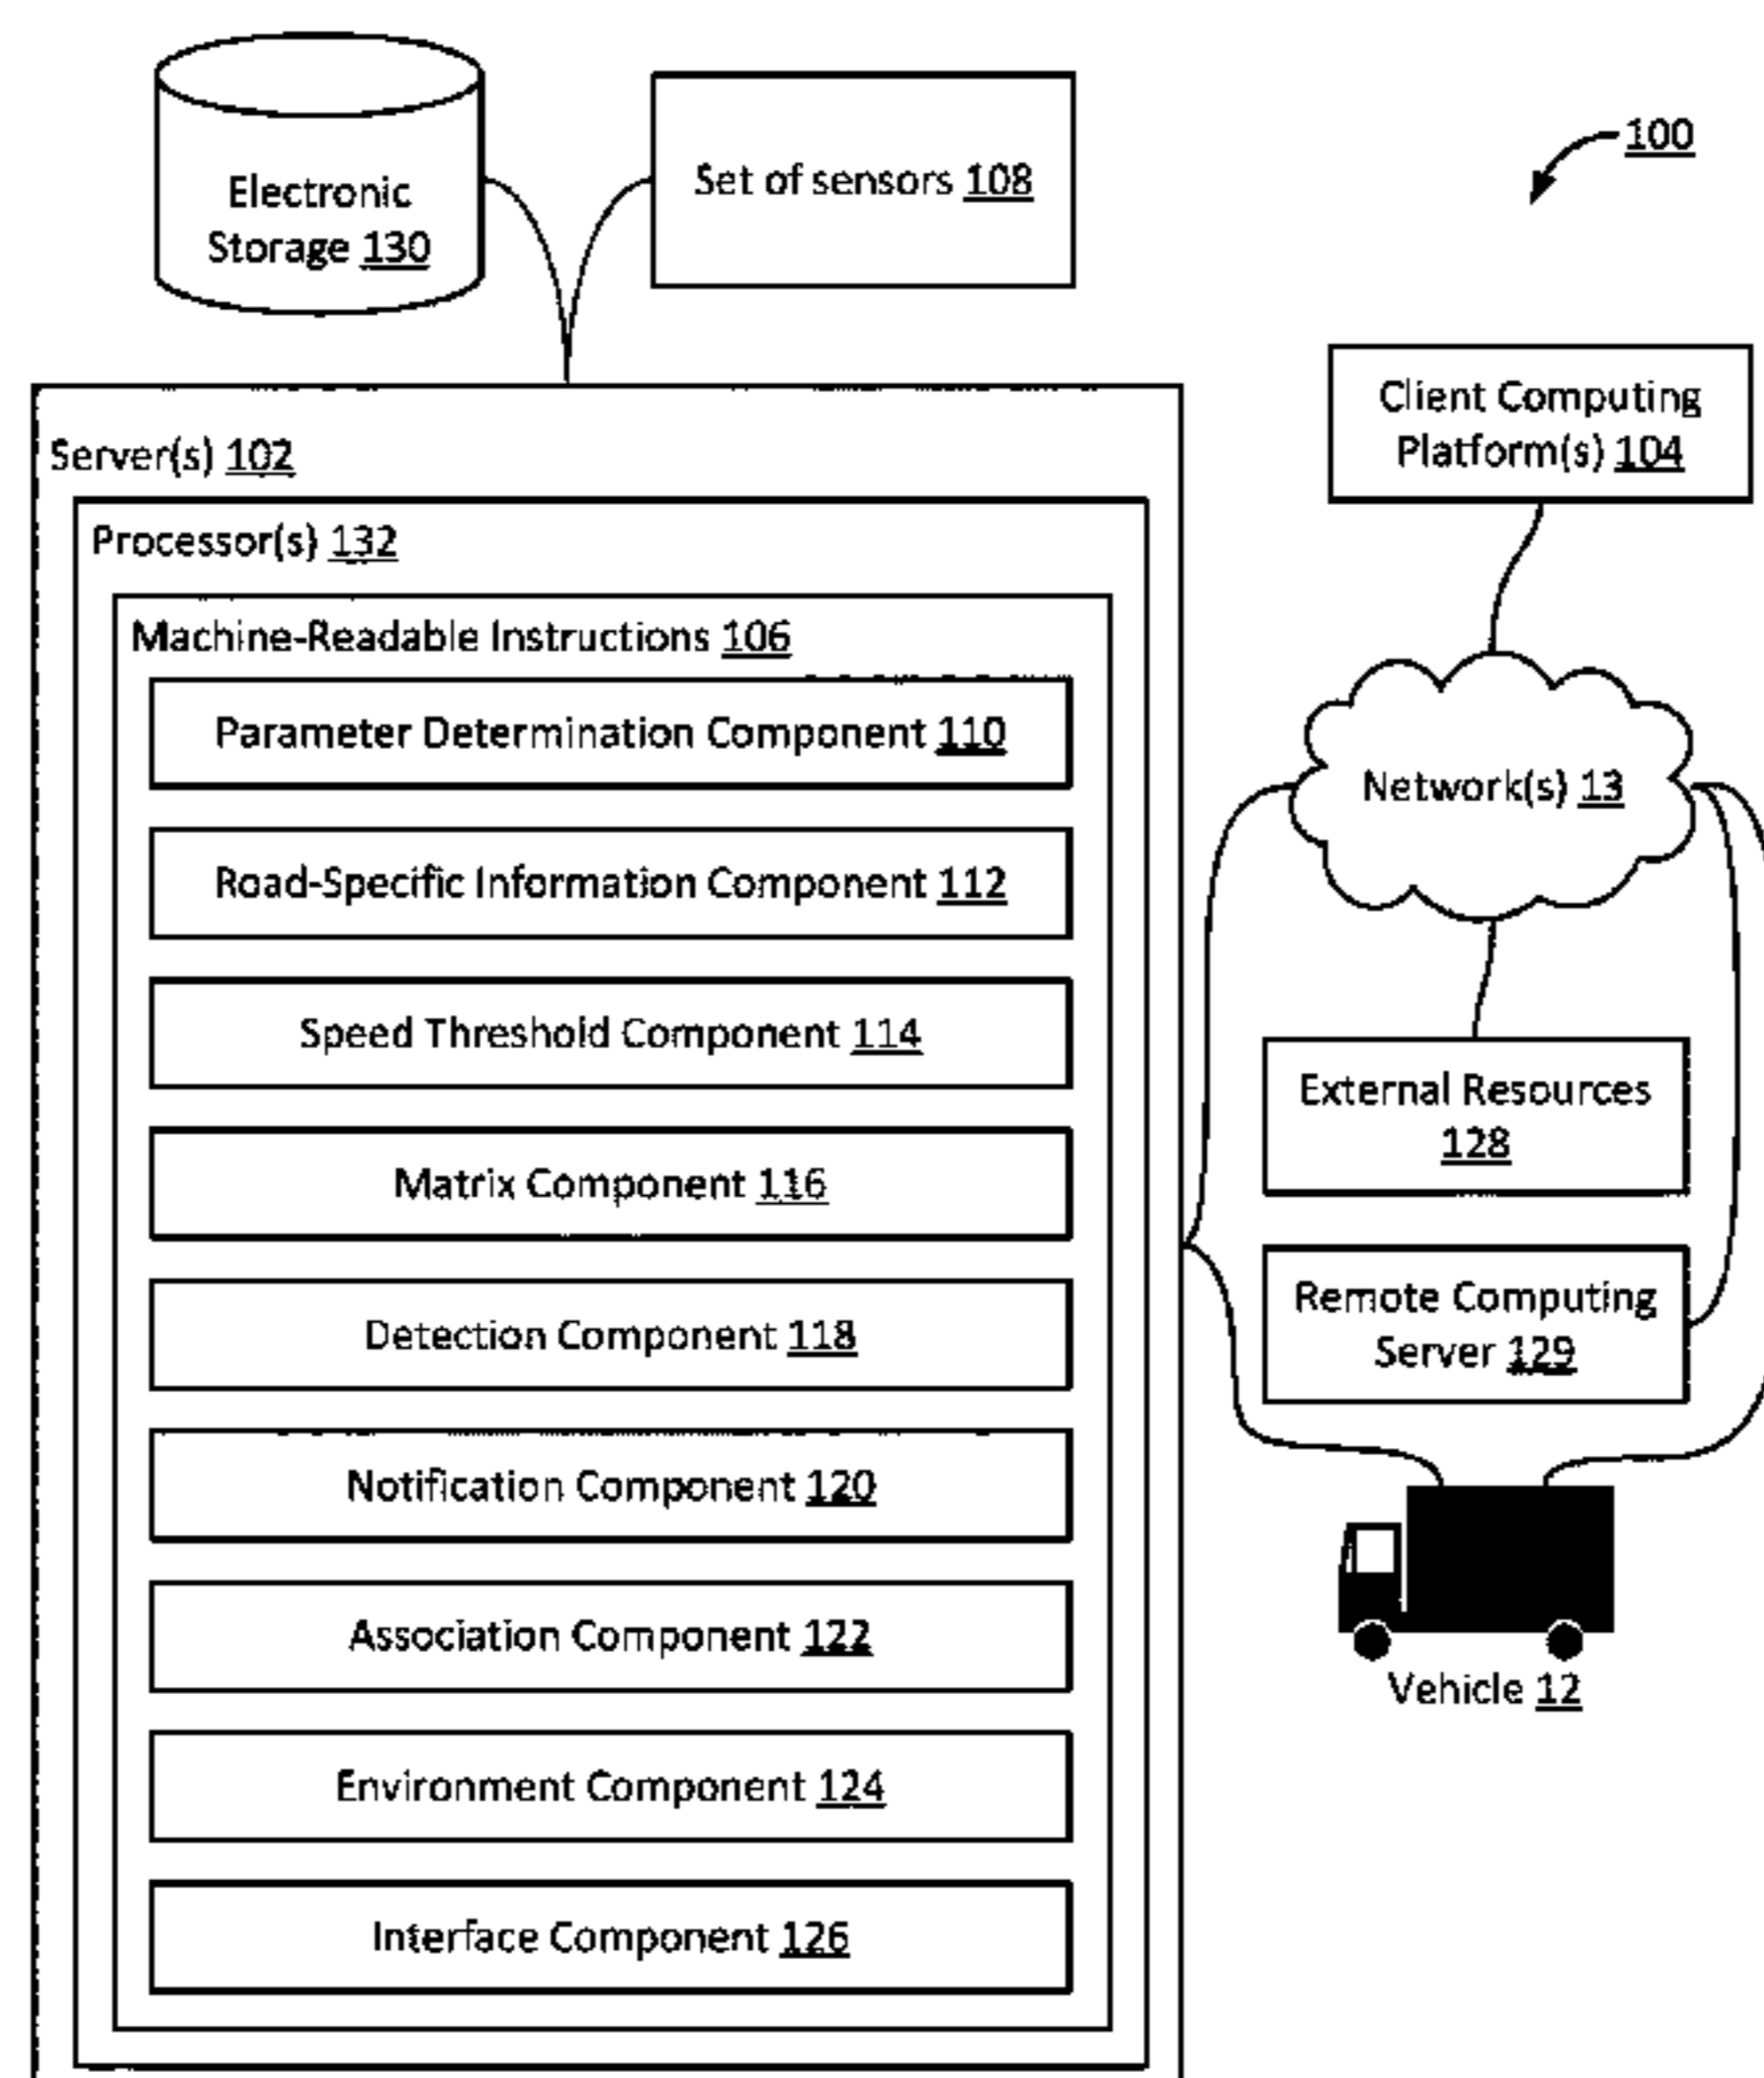 Electronic
Storage 130
Set of sensors 108
100
Server(s) 102
Processor(s) 132
Machine-Readable Instructions 106
Parameter Determination Component 110
Road-Specific Information Component 112
Speed Threshold Component 114
Matrix Component 116
Detection Component 118
Notification Component 120
Association Component 122
Environment Component 124
Interface Component 126
Client Computing
Platform(s) 104
Network(s) 13
External Resources
128
Remote Computing
Server 129
Vehicle 12